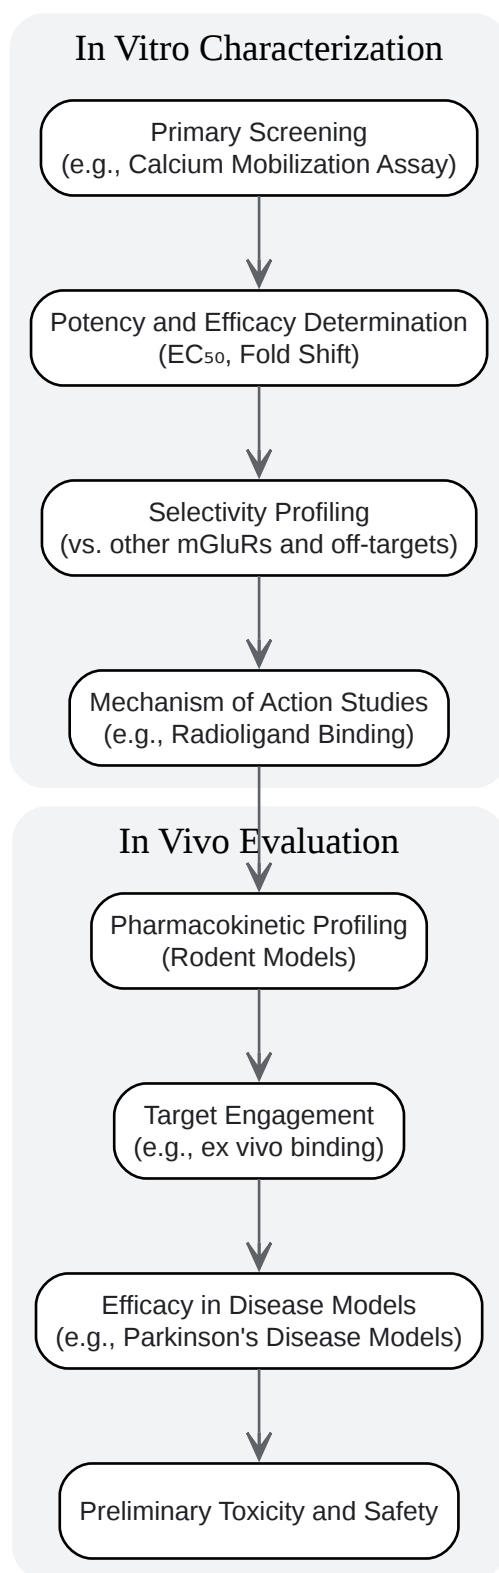 In Vitro Characterization
Primary Screening
(e.g., Calcium Mobilization Assay)
Potency and Efficacy Determination
(EC₅₀, Fold Shift)
Selectivity Profiling
(vs. other mGluRs and off-targets)
Mechanism of Action Studies
(e.g., Radioligand Binding)
In Vivo Evaluation
Pharmacokinetic Profiling
(Rodent Models)
Target Engagement
(e.g., ex vivo binding)
Efficacy in Disease Models
(e.g., Parkinson's Disease Models)
Preliminary Toxicity and Safety